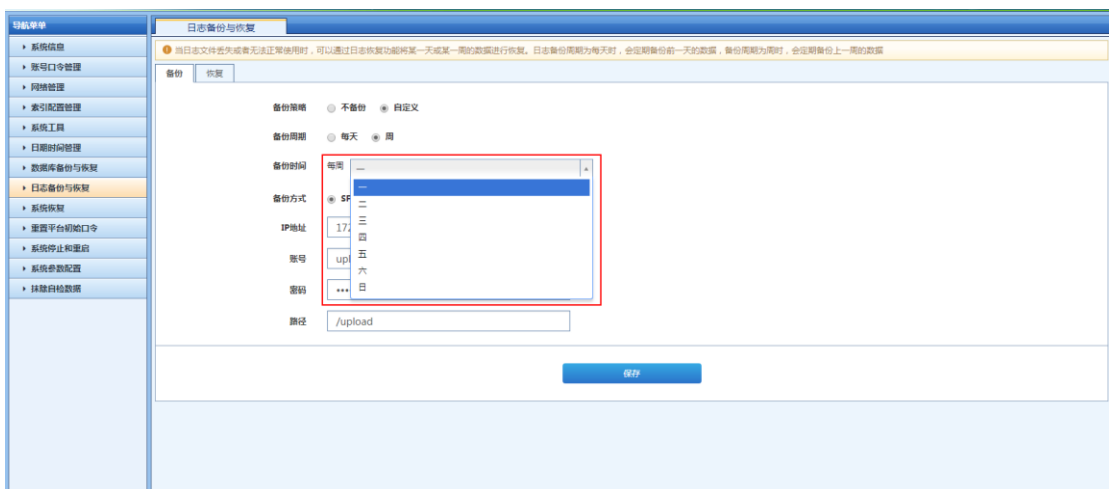 导航菜单
系统信息
账号口令管理
网络管理
索引配置管理
系统工具
日期时间管理
数据库备份与恢复
日志备份与恢复
系统恢复
重置平台初始口令
系统停止和重启
系统参数配置
抹除自检数据
日志备份与恢复
当日志文件丢失或者无法正常使用时，可以通过日志恢复功能将某一天或某一周的数据进行恢复。日志备份周期为每天时，会定期备份前一天的数据，备份周期为周时，会定期备份上一周的数据
备份 恢复
备份策略 不备份 自定义
备份周期 每天 周
备份时间 每周 一
一
备份方式 SF
二
三
IP地址 172
四
五
账号 upl
六
密码 •••
日
路径 /upload
保存